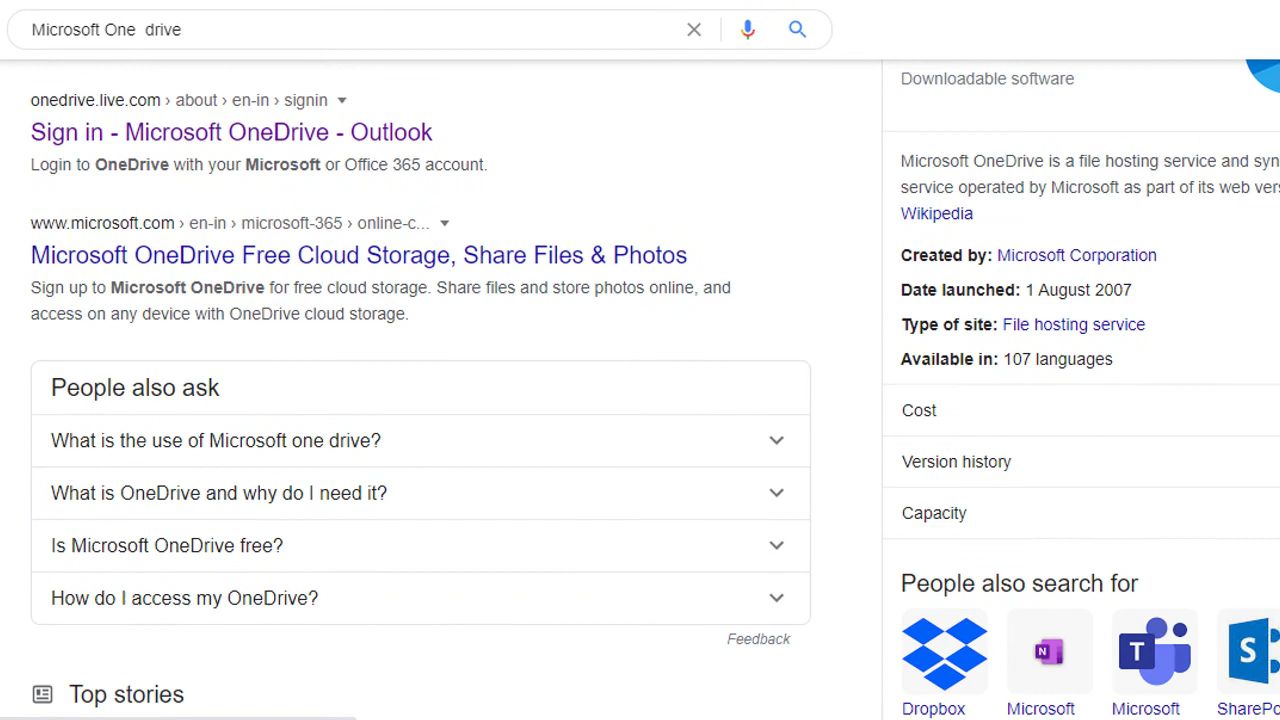 Microsoft One  drive
onedrive.live.com › about › en-in › signin
Sign in - Microsoft OneDrive - Outlook
Login to OneDrive with your Microsoft or Office 365 account.
www.microsoft.com › en-in › microsoft-365 › online-c...
Microsoft OneDrive Free Cloud Storage, Share Files & Photos
Sign up to Microsoft OneDrive for free cloud storage. Share files and store photos online, and
access on any device with OneDrive cloud storage.
People also ask
What is the use of Microsoft one drive?
What is OneDrive and why do I need it?
Is Microsoft OneDrive free?
How do I access my OneDrive?
Feedback
Top stories
Downloadable software
Microsoft OneDrive is a file hosting service and syn
service operated by Microsoft as part of its web ver
Wikipedia
Created by: Microsoft Corporation
Date launched: 1 August 2007
Type of site: File hosting service
Available in: 107 languages
Cost
Version history
Capacity
People also search for
N
T
S
Dropbox
Microsoft
Microsoft
SharePo